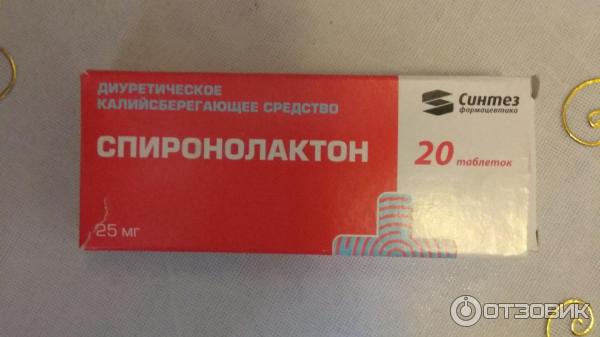 ДИУРЕТИЧЕСКОЕ
КАЛИЙСБЕРЕГАЮЩЕЕ СРЕДСТВО
СПИРОНОЛАКТОН
25 мг
Синтез
фармацевтика
20 таблеток
ОТЗОВИК